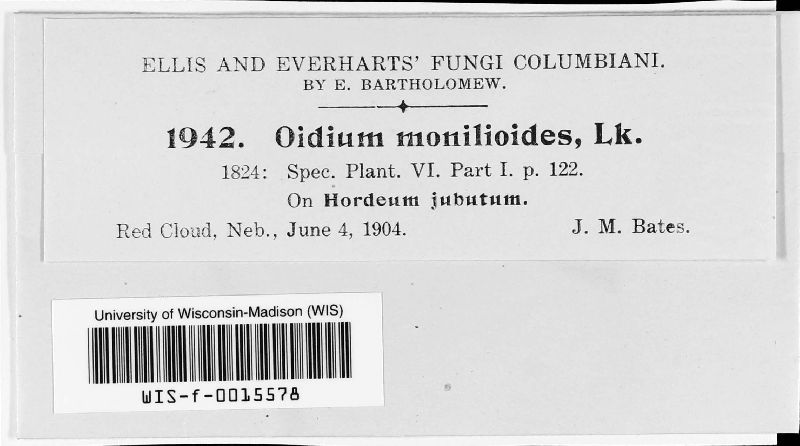 ELLIS AND EVERHARTS' FUNGI COLUMBIANI.
BY E. BARTHOLOMEW.
1942. Oidium monilioides, Lk.
1824: Spec. Plant. VI. Part I. p. 122.
On Hordeum jubutum.
Red Cloud, Neb., June 4, 1904. J. M. Bates.
University of Wisconsin-Madison (WIS)
WIS-f-0015578